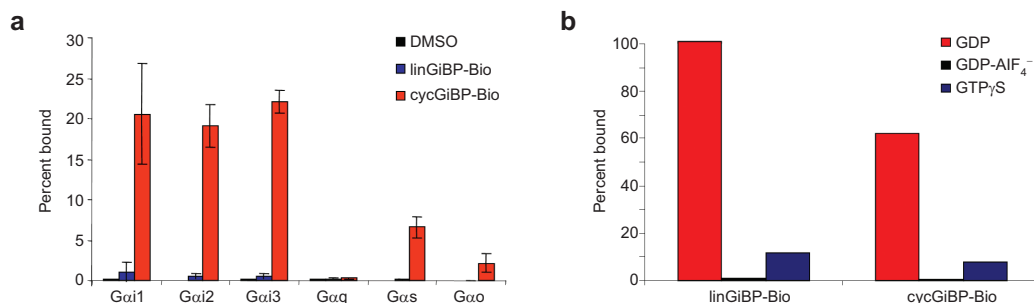 a
30
25
20
15
10
5
0
Percent bound
DMSO
linGiBP-Bio
cycGiBP-Bio
Gαi1 Gαi2 Gαi3 Gαq Gαs Gαo
b
100
80
60
40
20
0
Percent bound
GDP
GDP-AlF₄⁻
GTPγS
linGiBP-Bio cycGiBP-Bio